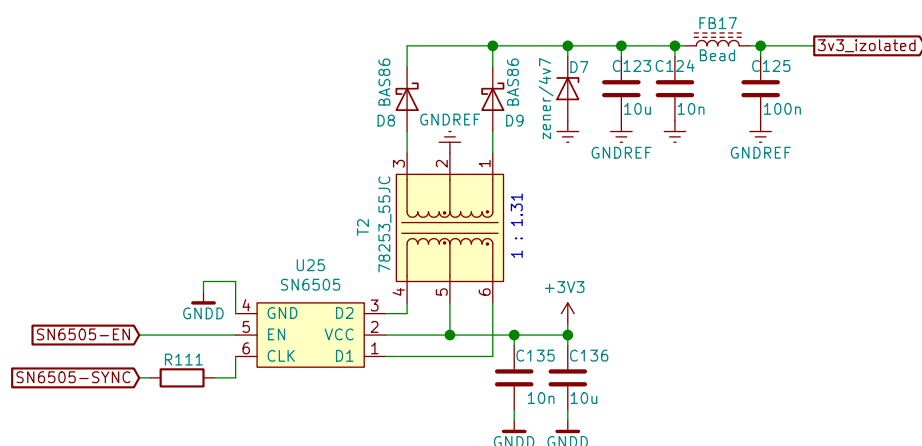 FB17
Bead
3v3_izolated
BAS86
D8
BAS86
D9
GNDREF
zener/4v7
D7
C123
10u
GNDREF
C124
10n
C125
100n
GNDREF
3
2
1
T2
78253_55JC
1 : 1.31
4
5
6
U25
SN6505
+3V3
GNDD
4
GND
D2
3
SN6505-EN
5
EN
VCC
2
6
CLK
D1
1
SN6505-SYNC
R111
C135
10n
GNDD
C136
10u
GNDD